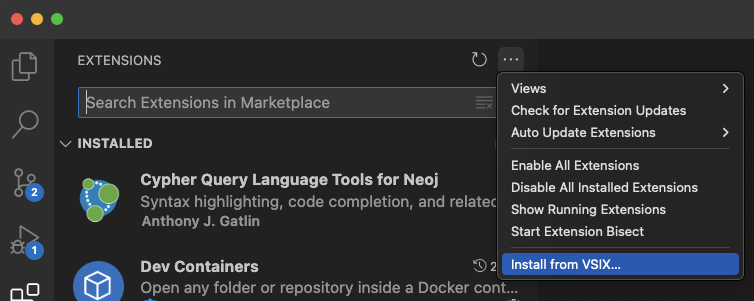 EXTENSIONS
Search Extensions in Marketplace
INSTALLED
Cypher Query Language Tools for Neoj
Syntax highlighting, code completion, and related
Anthony J. Gatlin
Dev Containers
Open any folder or repository inside a Docker cont...
2
1
Views
Check for Extension Updates
Auto Update Extensions
Enable All Extensions
Disable All Installed Extensions
Show Running Extensions
Start Extension Bisect
Install from VSIX...